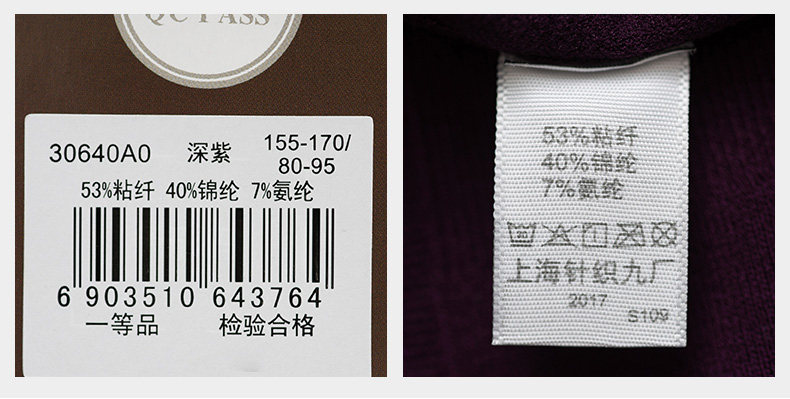 QC PASS
30640A0 深紫 155-170/
80-95
53%粘纤 40%锦纶 7%氨纶
6 903510 643764
一等品 检验合格
53%粘纤
40%锦纶
7%氨纶
上海针织九厂
2017
S109